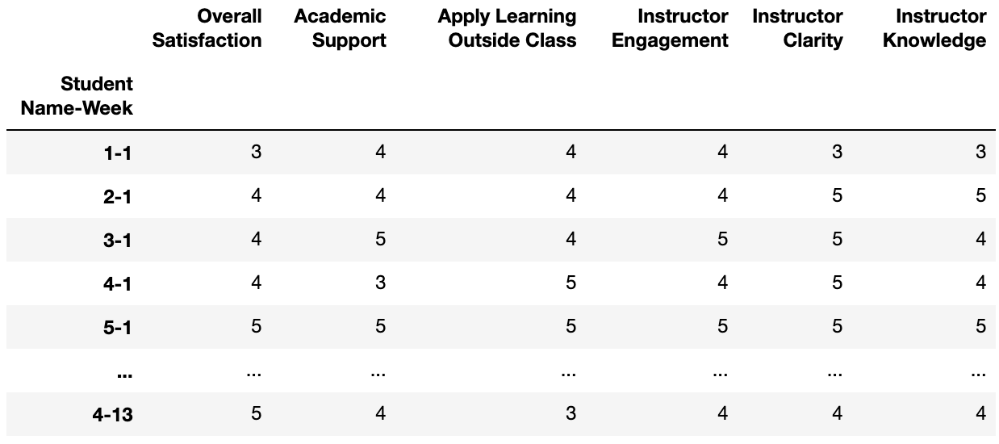 Overall Academic Apply Learning Instructor Instructor Instructor
Satisfaction Support Outside Class Engagement Clarity Knowledge
Student
Name-Week
1-1 3 4 4 4 3 3
2-1 4 4 4 4 5 5
3-1 4 5 4 5 5 4
4-1 4 3 5 4 5 4
5-1 5 5 5 5 5 5
... ... ... ... ... ... ...
4-13 5 4 3 4 4 4